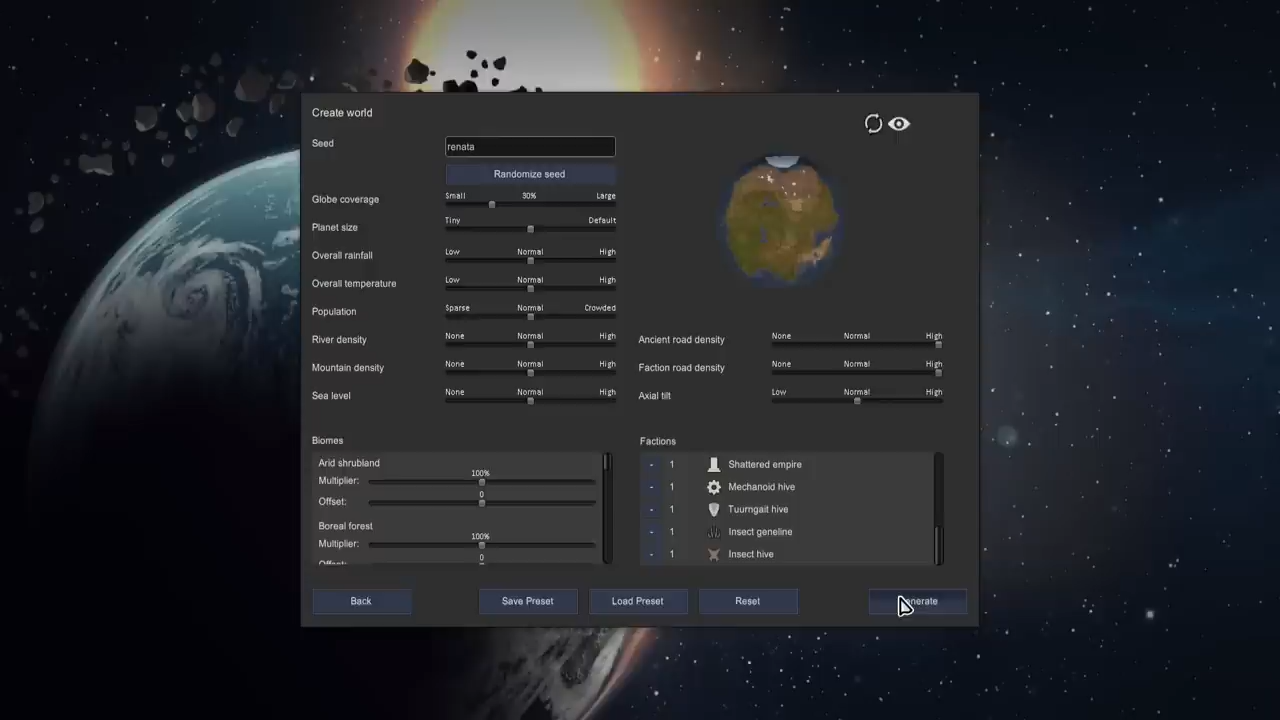 Create world
Seed
renata
Randomize seed
Globe coverage
Small 30% Large
Planet size
Tiny Default
Overall rainfall
Low Normal High
Overall temperature
Low Normal High
Population
Sparse Normal Crowded
River density
None Normal High
Ancient road density
None Normal High
Mountain density
None Normal High
Faction road density
None Normal High
Sea level
None Normal High
Axial tilt
Low Normal High
Biomes
Arid shrubland
100%
Multiplier:
0
Offset:
Boreal forest
100%
Multiplier:
0
Offset:
Factions
- 1 Shattered empire
- 1 Mechanoid hive
- 1 Tuurngait hive
- 1 Insect geneline
- 1 Insect hive
Back
Save Preset
Load Preset
Reset